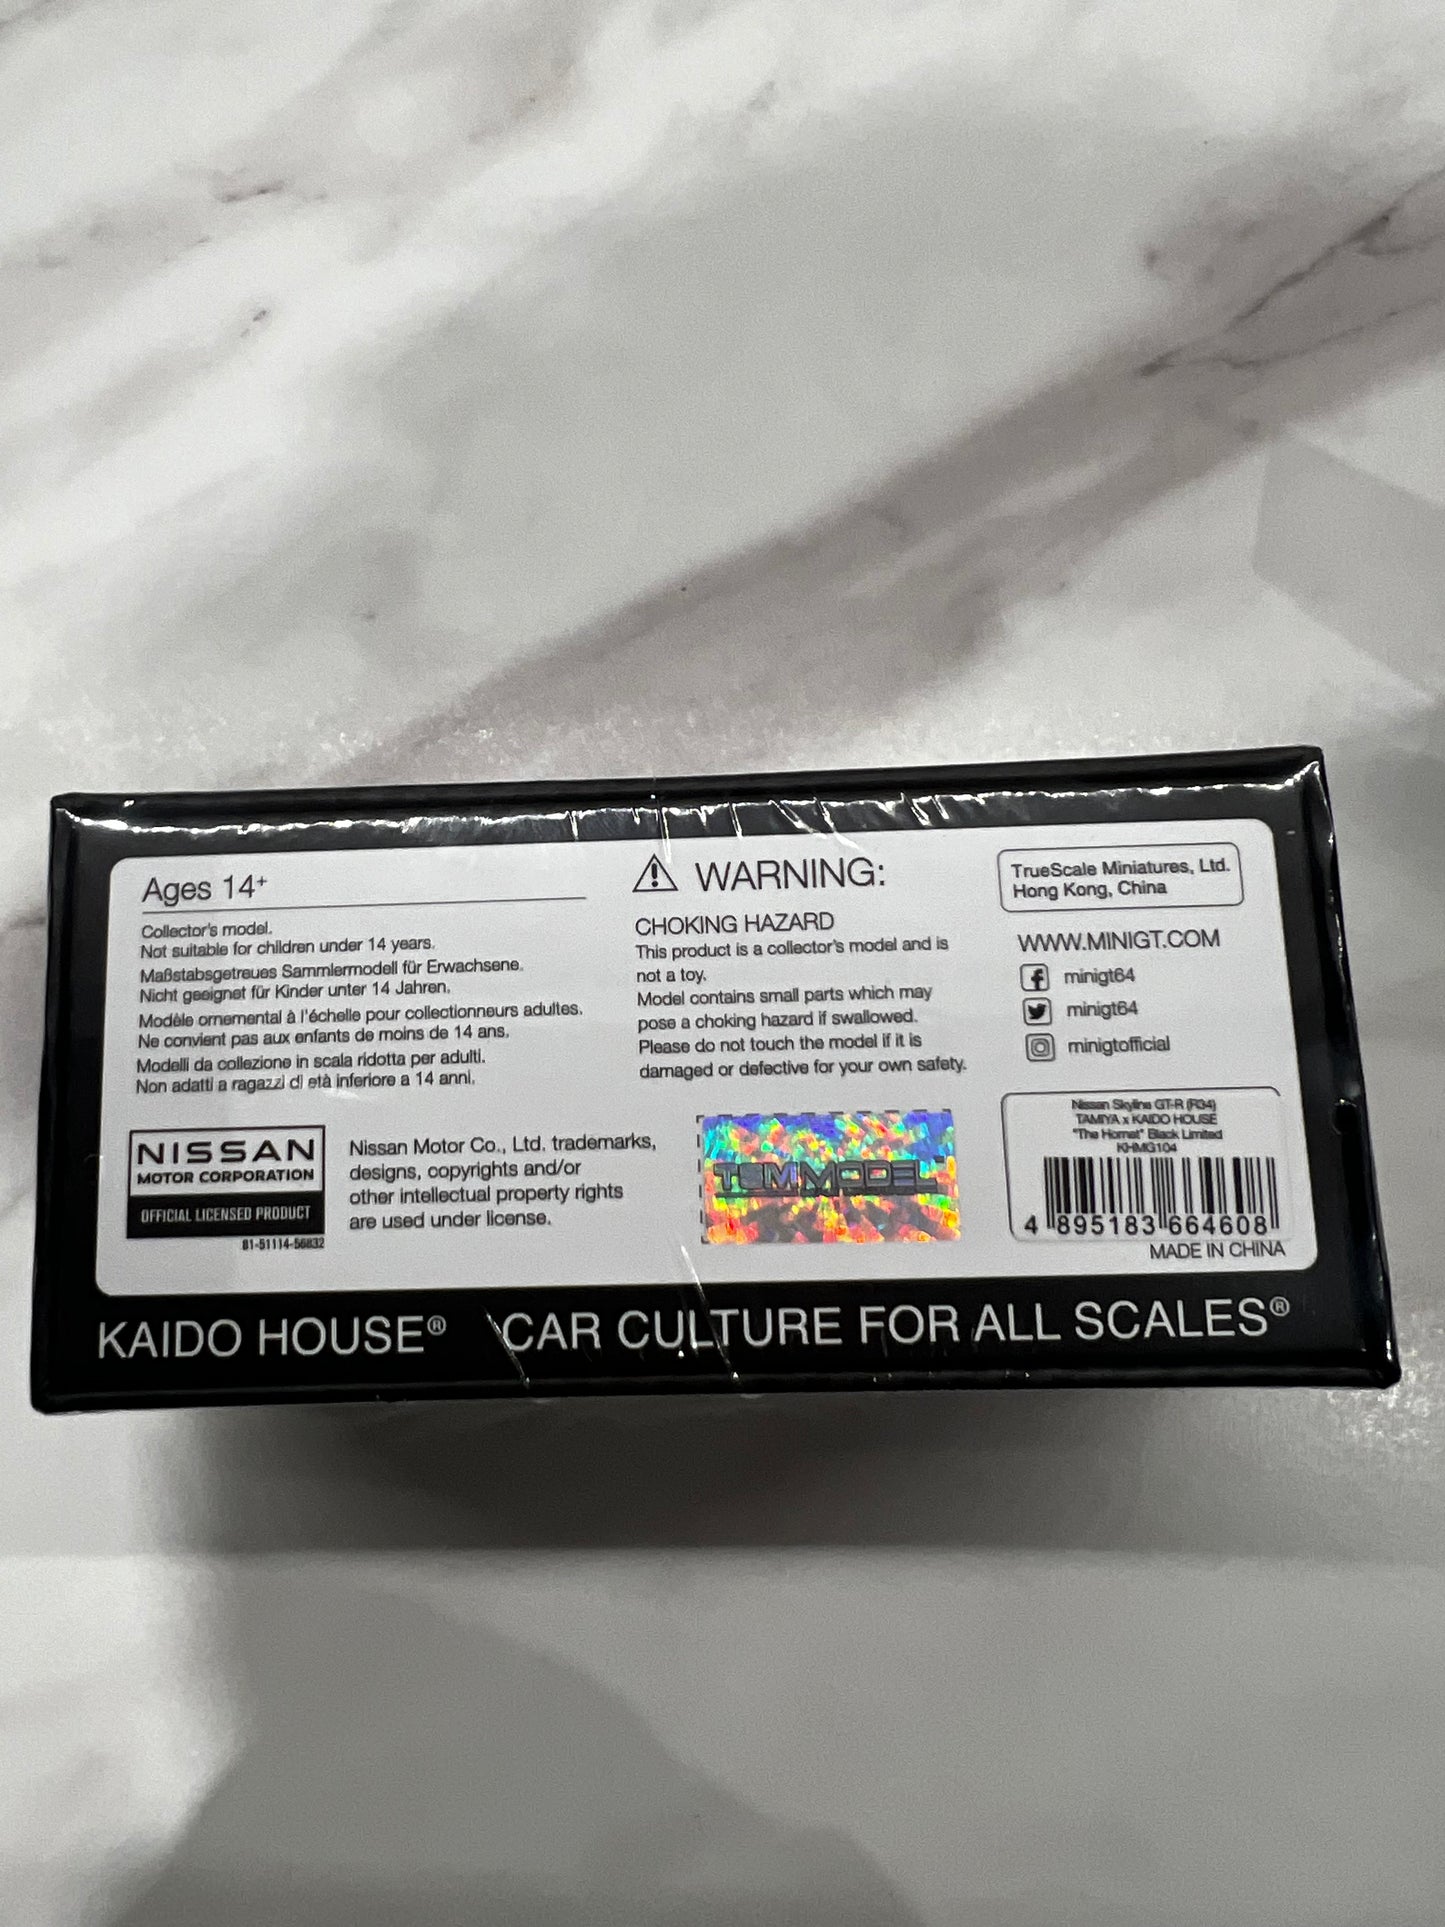 Ages 14+
Collector's model.
Not suitable for children under 14 years.
Maßstabsgetreues Sammlermodell für Erwachsene.
Nicht geeignet für Kinder unter 14 Jahren.
Modèle ornemental à l'échelle pour collectionneurs adultes.
Ne convient pas aux enfants de moins de 14 ans.
Modelli da collezione in scala ridotta per adulti.
Non adatti a ragazzi di età inferiore a 14 anni.
NISSAN
MOTOR CORPORATION
OFFICIAL LICENSED PRODUCT
81-51114-56832
Nissan Motor Co., Ltd. trademarks,
designs, copyrights and/or
other intellectual property rights
are used under license.
WARNING:
CHOKING HAZARD
This product is a collector's model and is
not a toy.
Model contains small parts which may
pose a choking hazard if swallowed.
Please do not touch the model if it is
damaged or defective for your own safety.
TSM MODEL
TrueScale Miniatures, Ltd.
Hong Kong, China
WWW.MINIGT.COM
minigt64
minigt64
minigtofficial
Nissan Skyline GT-R (R34)
TAMIYA x KAIDO HOUSE
"The Hornet" Black Limited
KHMG104
4 895183 664608
MADE IN CHINA
KAIDO HOUSE® CAR CULTURE FOR ALL SCALES®